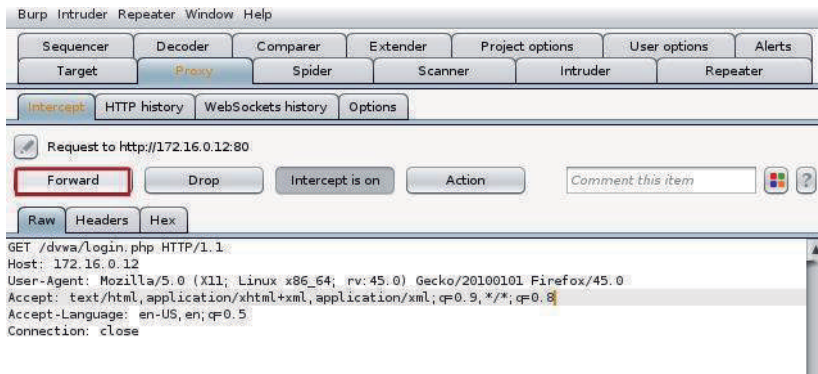 Burp Intruder Repeater Window Help
Sequencer Decoder Comparer Extender Project options User options Alerts
Target Proxy Spider Scanner Intruder Repeater
Intercept HTTP history WebSockets history Options
Request to http://172.16.0.12:80
Forward Drop Intercept is on Action Comment this item ?
Raw Headers Hex
GET /dvwa/login.php HTTP/1.1
Host: 172.16.0.12
User-Agent: Mozilla/5.0 (X11; Linux x86_64; rv:45.0) Gecko/20100101 Firefox/45.0
Accept: text/html,application/xhtml+xml,application/xml;q=0.9,*/*;q=0.8
Accept-Language: en-US,en;q=0.5
Connection: close